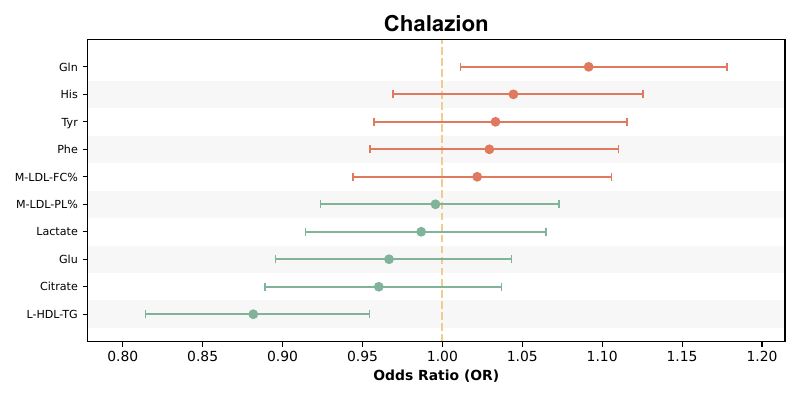 Chalazion
Gln
His
Tyr
Phe
M-LDL-FC%
M-LDL-PL%
Lactate
Glu
Citrate
L-HDL-TG
0.80 0.85 0.90 0.95 1.00 1.05 1.10 1.15 1.20
Odds Ratio (OR)